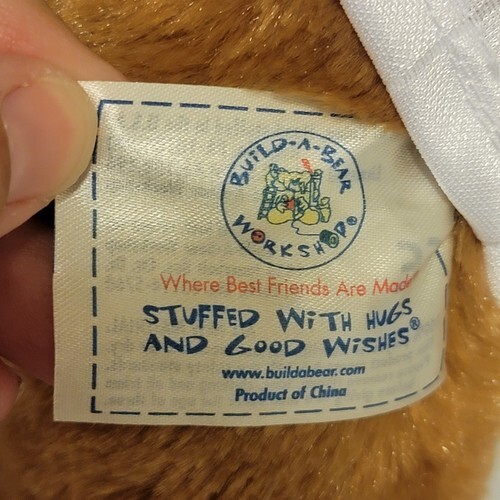 BUILD-A-BEAR
WORKSHOP®
Where Best Friends Are Made
STUFFED WITH HUGS
AND GOOD WISHES®
www.buildabear.com
Product of China